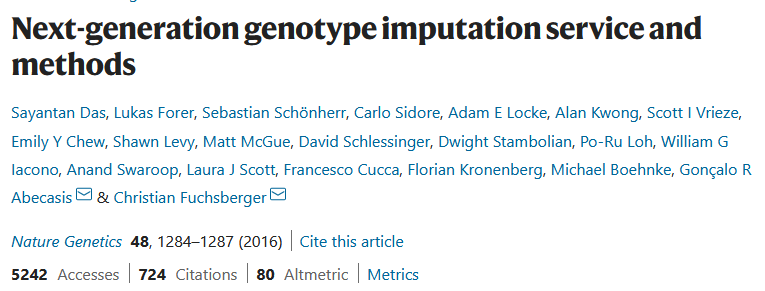 Next-generation genotype imputation service and
methods
Sayantan Das, Lukas Forer, Sebastian Schönherr, Carlo Sidore, Adam E Locke, Alan Kwong, Scott I Vrieze,
Emily Y Chew, Shawn Levy, Matt McGue, David Schlessinger, Dwight Stambolian, Po-Ru Loh, William G
Iacono, Anand Swaroop, Laura J Scott, Francesco Cucca, Florian Kronenberg, Michael Boehnke, Gonçalo R
Abecasis & Christian Fuchsberger
Nature Genetics 48, 1284–1287 (2016) Cite this article
5242 Accesses 724 Citations 80 Altmetric Metrics